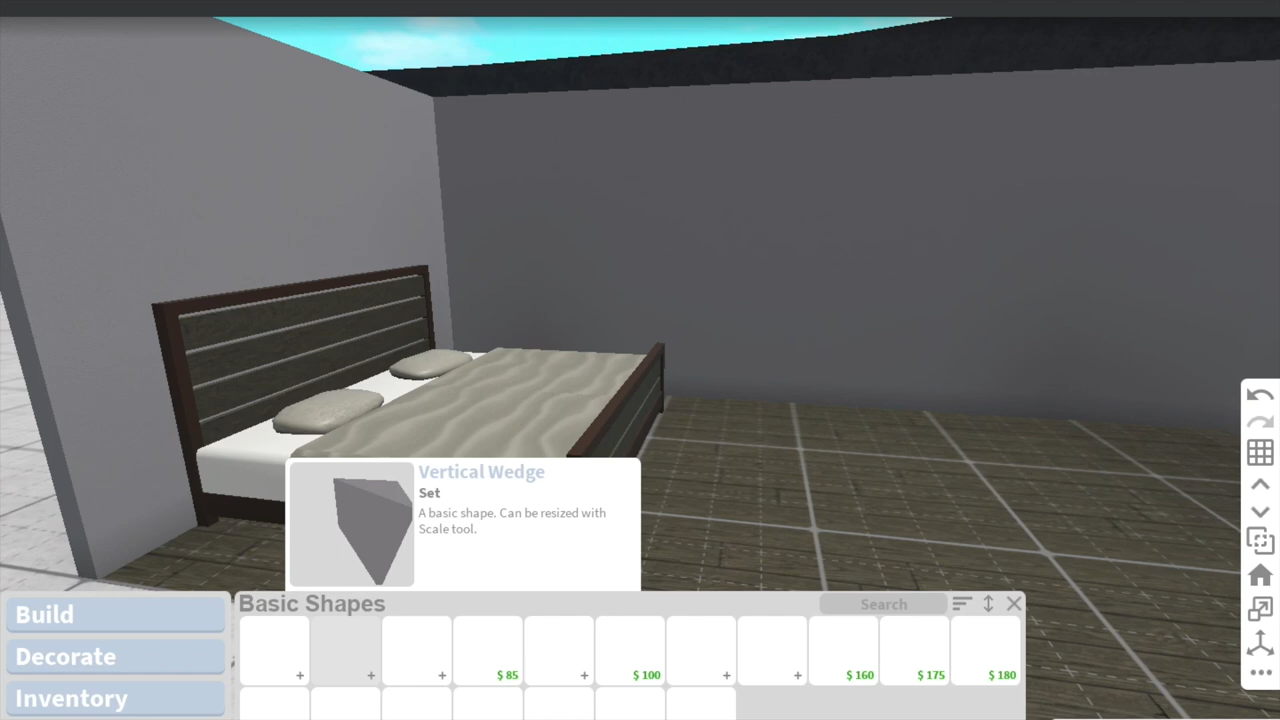 Vertical Wedge
Set
A basic shape. Can be resized with
Scale tool.
Build
Decorate
Inventory
Basic Shapes
Search
+ + + $ 85 + $ 100 + + $ 160 $ 175 $ 180